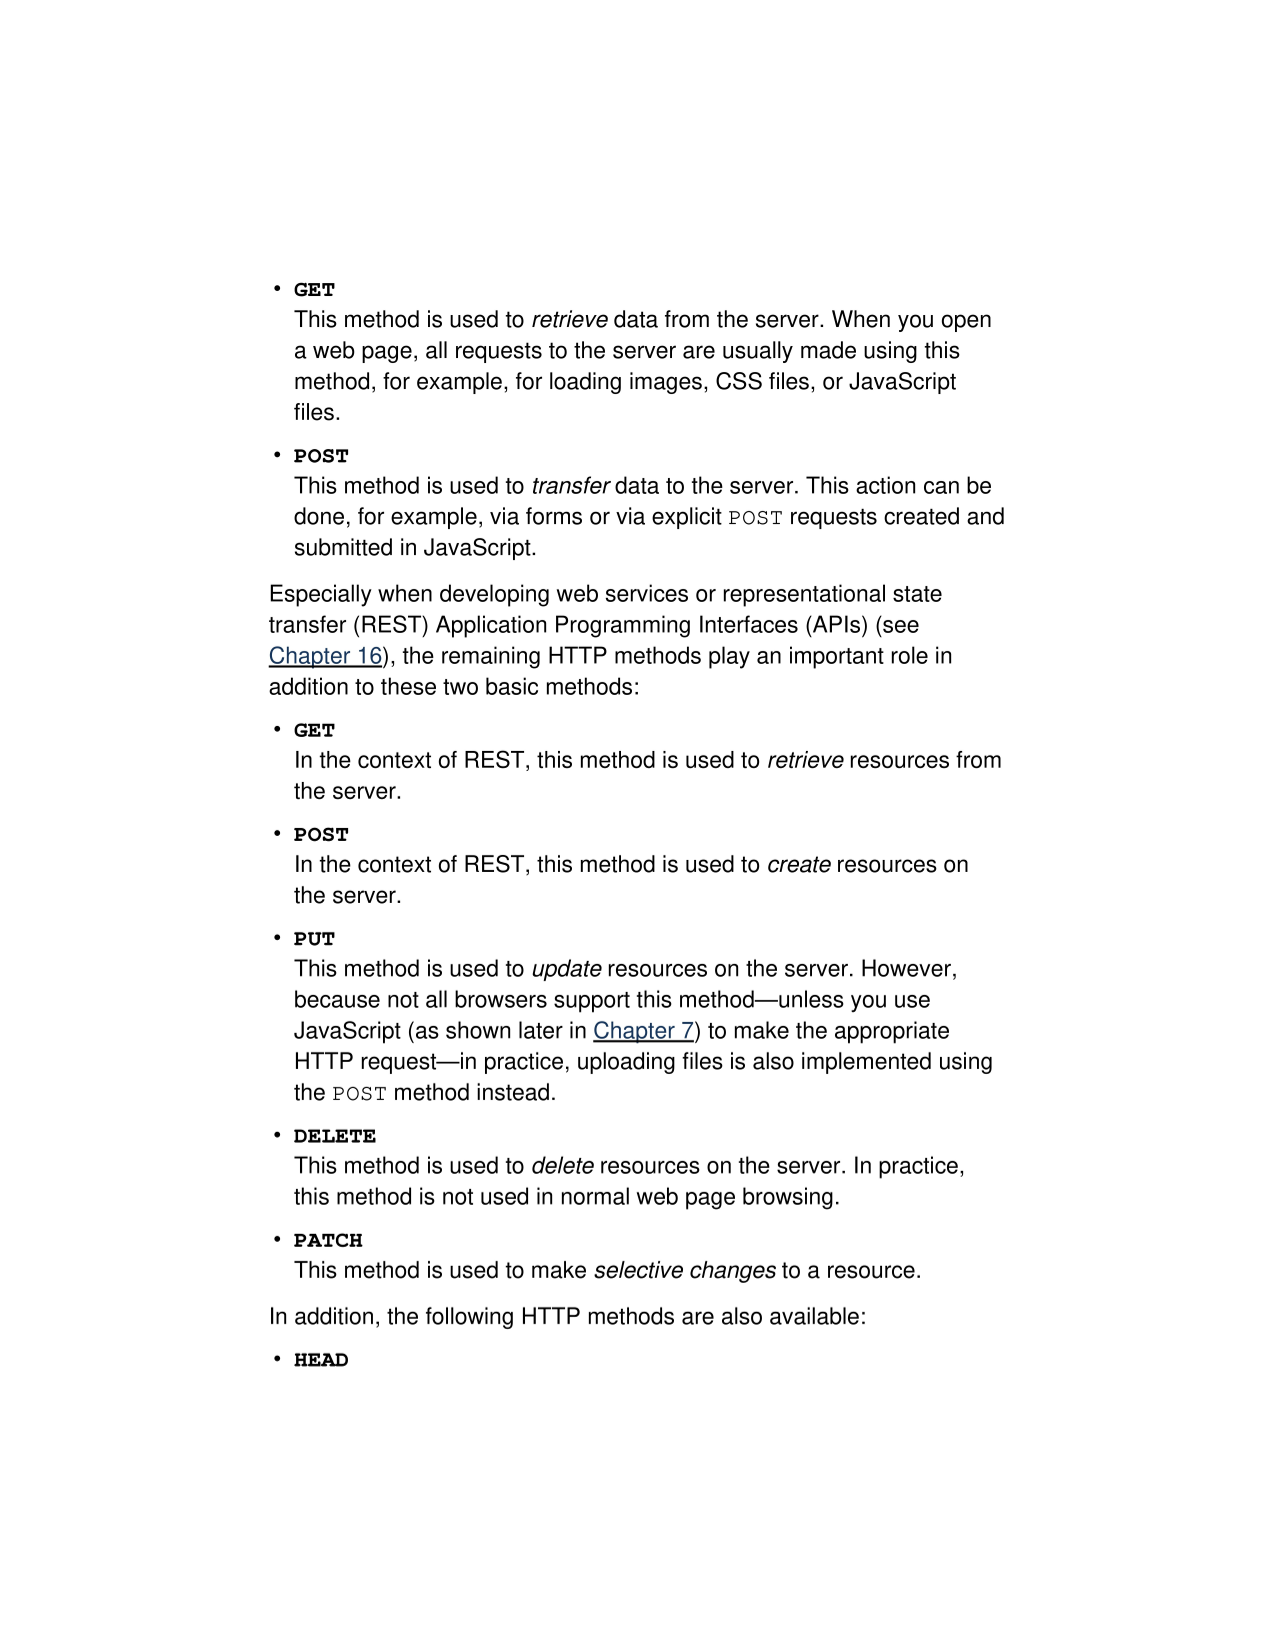 • GET
This method is used to retrieve data from the server. When you open
a web page, all requests to the server are usually made using this
method, for example, for loading images, CSS files, or JavaScript
files.
• POST
This method is used to transfer data to the server. This action can be
done, for example, via forms or via explicit POST requests created and
submitted in JavaScript.
Especially when developing web services or representational state
transfer (REST) Application Programming Interfaces (APIs) (see
Chapter 16), the remaining HTTP methods play an important role in
addition to these two basic methods:
• GET
In the context of REST, this method is used to retrieve resources from
the server.
• POST
In the context of REST, this method is used to create resources on
the server.
• PUT
This method is used to update resources on the server. However,
because not all browsers support this method—unless you use
JavaScript (as shown later in Chapter 7) to make the appropriate
HTTP request—in practice, uploading files is also implemented using
the POST method instead.
• DELETE
This method is used to delete resources on the server. In practice,
this method is not used in normal web page browsing.
• PATCH
This method is used to make selective changes to a resource.
In addition, the following HTTP methods are also available:
• HEAD